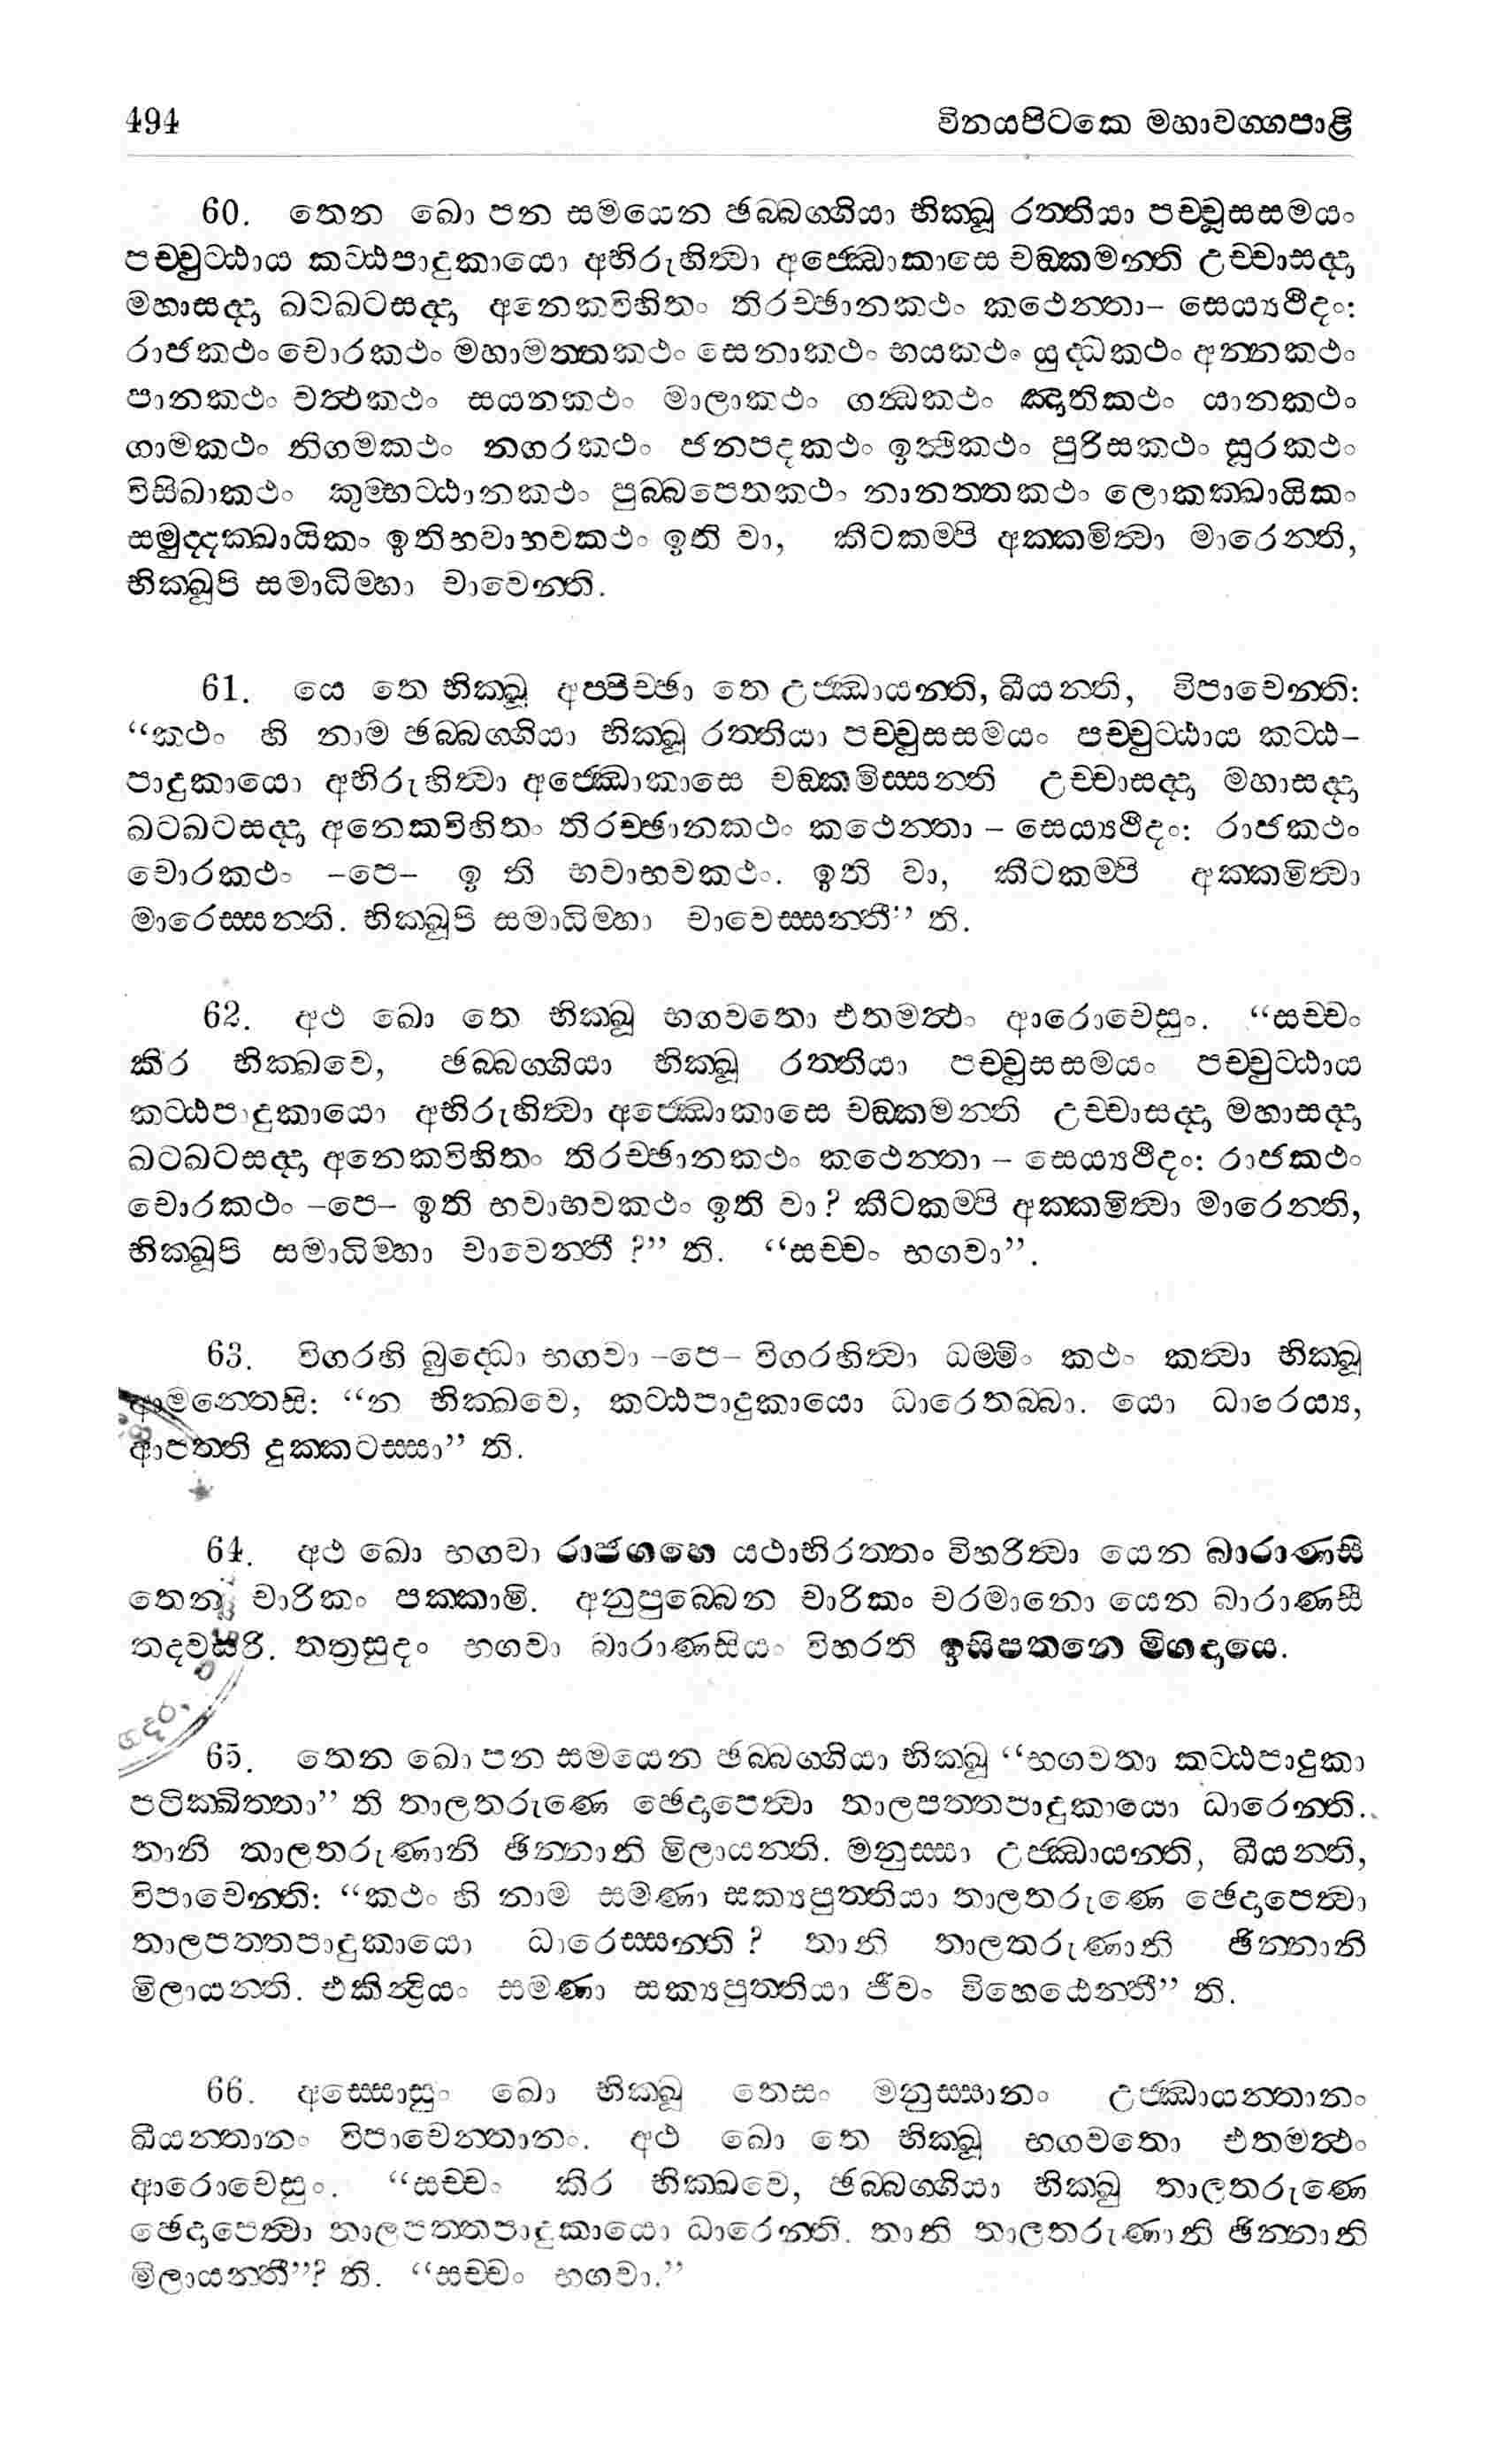 494 විනයපිටකෙ මහාවග්ගපාළි
60. තෙන ඛො පන සමයෙන ඡබ්බග්ගියා භික්ඛූ රත්තියා පච්චූසසමයං
පච්චුට්ඨාය කට්ඨපාදුකායො අභිරුහිත්වා අජ්ඣොකාසෙ චඞ්කමන්ති උච්චාසද්දා
මහාසද්දා ඛටඛටසද්දා අනෙකවිහිතං තිරච්ඡානකථං කථෙන්තා– සෙය්‍යථීදං:
රාජකථං චොරකථං මහාමත්තකථං සෙනාකථං භයකථං යුද්ධකථං අන්නකථං
පානකථං වත්ථකථං සයනකථං මාලාකථං ගන්ධකථං ඤාතිකථං යානකථං
ගාමකථං නිගමකථං නගරකථං ජනපදකථං ඉත්ථිකථං පුරිසකථං සූරකථං
විසිඛාකථං කුම්භට්ඨානකථං පුබ්බපෙතකථං නානත්තකථං ලොකක්ඛායිකං
සමුද්දක්ඛායිකං ඉතිභවාභවකථං ඉති වා, කීටකම්පි අක්කමිත්වා මාරෙන්ති,
භික්ඛූපි සමාධිම්හා චාවෙන්ති.
61. යෙ තෙ භික්ඛූ අප්පිච්ඡා තෙ උජ්ඣායන්ති, ඛීයන්ති, විපාචෙන්ති:
“කථං හි නාම ඡබ්බග්ගියා භික්ඛූ රත්තියා පච්චූසසමයං පච්චුට්ඨාය කට්ඨ–
පාදුකායො අභිරුහිත්වා අජ්ඣොකාසෙ චඞ්කමිස්සන්ති උච්චාසද්දා මහාසද්දා
ඛටඛටසද්දා අනෙකවිහිතං තිරච්ඡානකථං කථෙන්තා – සෙය්‍යථීදං: රාජකථං
චොරකථං –පෙ– ඉ ති භවාභවකථං. ඉති වා, කීටකම්පි අක්කමිත්වා
මාරෙස්සන්ති. භික්ඛූපි සමාධිම්හා චාවෙස්සන්තී” ති.
62. අථ ඛො තෙ භික්ඛූ භගවතො එතමත්ථං ආරොචෙසුං. “සච්චං
කිර භික්ඛවෙ, ඡබ්බග්ගියා භික්ඛූ රත්තියා පච්චූසසමයං පච්චුට්ඨාය
කට්ඨපාදුකායො අභිරුහිත්වා අජ්ඣොකාසෙ චඞ්කමන්ති උච්චාසද්දා මහාසද්දා
ඛටඛටසද්දා අනෙකවිහිතං තිරච්ඡානකථං කථෙන්තා – සෙය්‍යථීදං: රාජකථං
චොරකථං –පෙ– ඉති භවාභවකථං ඉති වා? කීටකම්පි අක්කමිත්වා මාරෙන්ති,
භික්ඛූපි සමාධිම්හා චාවෙන්තී ?” ති. “සච්චං භගවා”.
63. විගරහි බුද්ධො භගවා –පෙ– විගරහිත්වා ධම්මිං කථං කත්වා භික්ඛූ
ආමන්තෙසි: “න භික්ඛවෙ, කට්ඨපාදුකායො ධාරෙතබ්බා. යො ධාරෙය්‍ය,
ආපත්ති දුක්කටස්සා” ති.
64. අථ ඛො භගවා රාජගහෙ යථාභිරන්තං විහරිත්වා යෙන බාරාණසි
තෙන චාරිකං පක්කාමි. අනුපුබ්බෙන චාරිකං චරමානො යෙන බාරාණසී
තදවසරි. තත්‍රසුදං භගවා බාරාණසියං විහරති ඉසිපතනෙ මිගදායෙ.
65. තෙන ඛො පන සමයෙන ඡබ්බග්ගියා භික්ඛූ “භගවතා කට්ඨපාදුකා
පටික්ඛිත්තා” ති තාලතරුණෙ ඡෙදාපෙත්වා තාලපත්තපාදුකායො ධාරෙන්ති.
තානි තාලතරුණානි ඡින්නානි මිලායන්ති. මනුස්සා උජ්ඣායන්ති, ඛීයන්ති,
විපාචෙන්ති: “කථං හි නාම සමණා සක්‍යපුත්තියා තාලතරුණෙ ඡෙදාපෙත්වා
තාලපත්තපාදුකායො ධාරෙස්සන්ති? තානි තාලතරුණානි ඡින්නානි
මිලායන්ති. එකින්ද්‍රියං සමණා සක්‍යපුත්තියා ජීවං විහෙඨෙන්තී” ති.
66. අස්සොසුං ඛො භික්ඛූ තෙසං මනුස්සානං උජ්ඣායන්තානං
ඛීයන්තානං විපාචෙන්තානං. අථ ඛො තෙ භික්ඛූ භගවතො එතමත්ථං
ආරොචෙසුං. “සච්චං කිර භික්ඛවෙ, ඡබ්බග්ගියා භික්ඛු තාලතරුණෙ
ඡෙදාපෙත්වා තාලපත්තපාදුකායො ධාරෙන්ති. තානි තාලතරුණානි ඡින්නානි
මිලායන්තී”? ති. “සච්චං භගවා.”